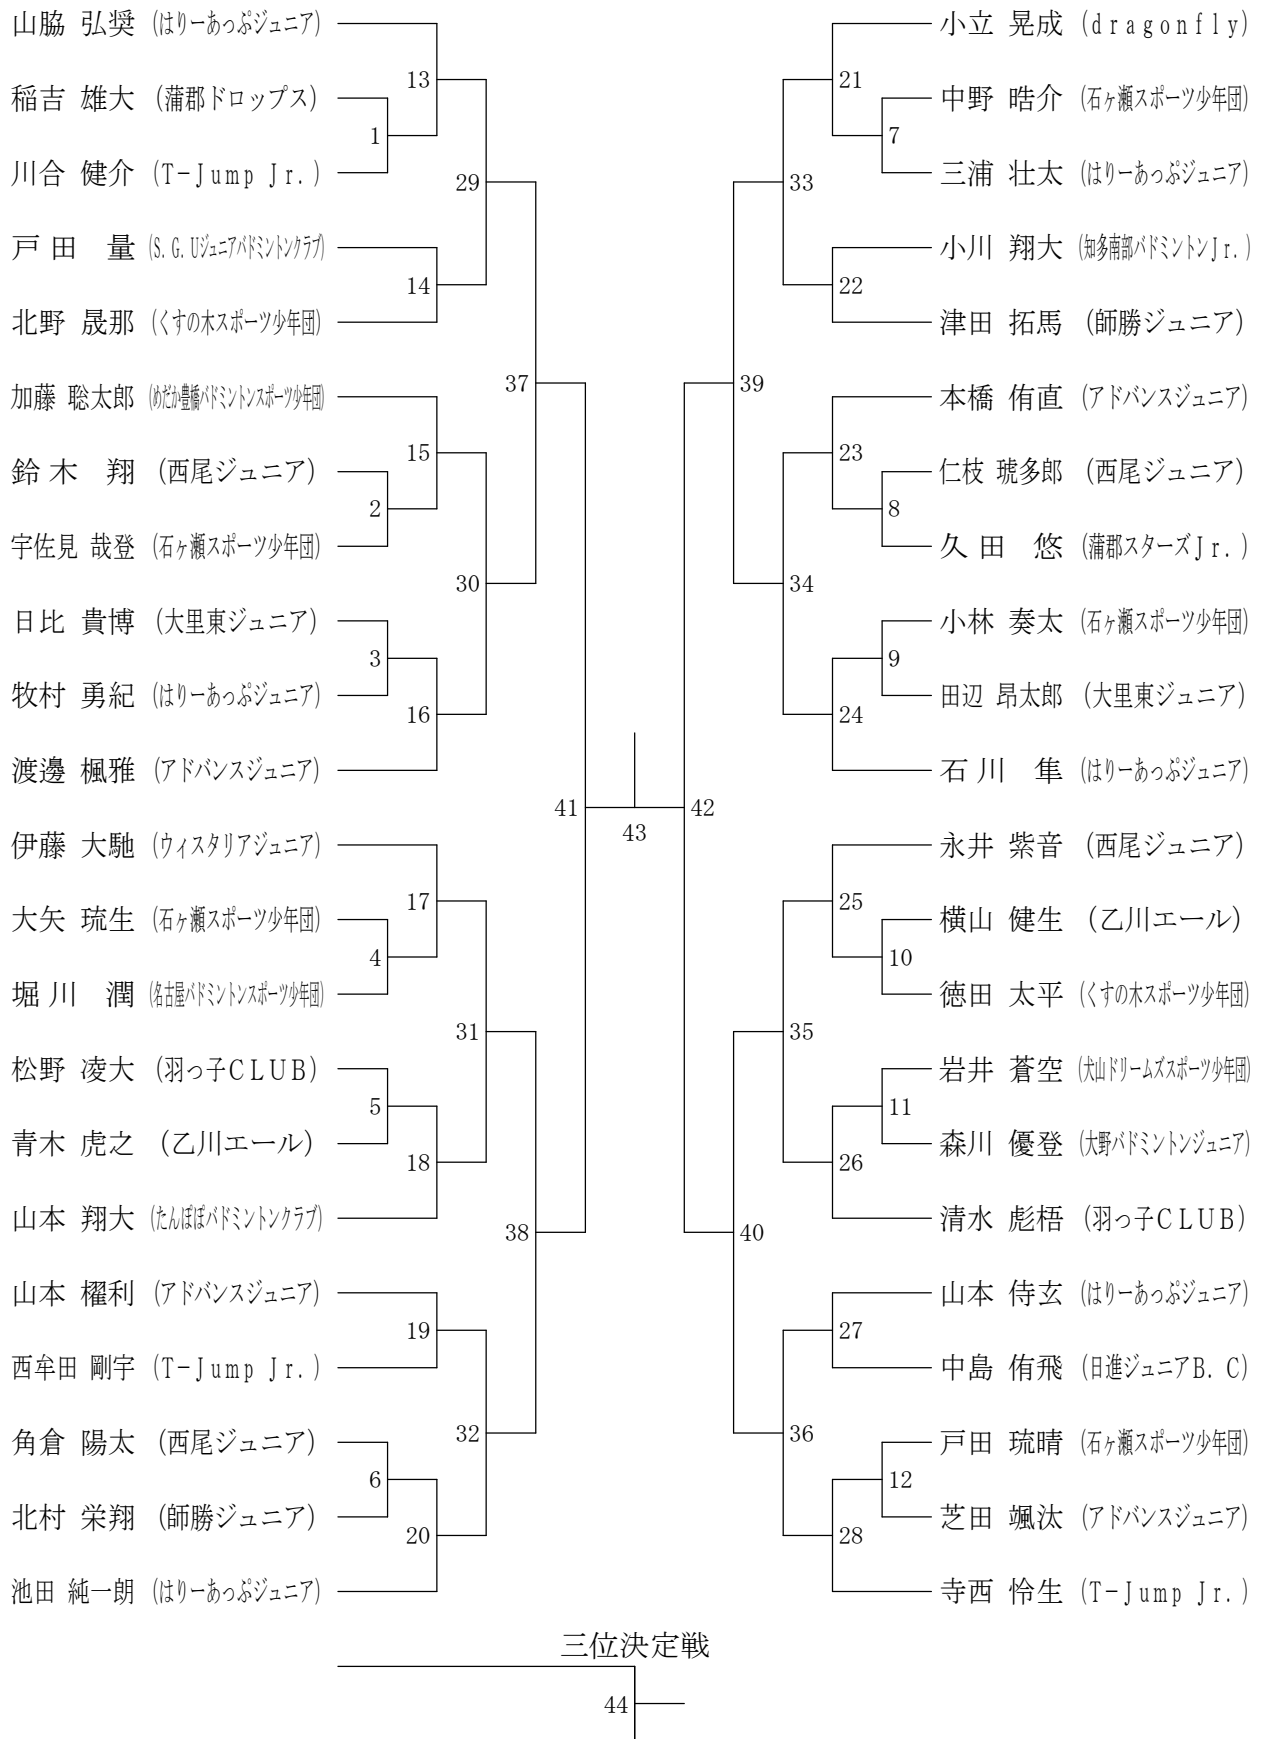 山脇 弘奨 (はりーあっぷジュニア)
稲吉 雄大 (蒲郡ドロップス)
川合 健介 (T-Jump Jr.)
戸田 量 (S.G.Uジュニアバドミントンクラブ)
北野 晟那 (くすの木スポーツ少年団)
加藤 聡太郎 (めだか豊橋バドミントンスポーツ少年団)
鈴木 翔 (西尾ジュニア)
宇佐見 哉登 (石ヶ瀬スポーツ少年団)
日比 貴博 (大里東ジュニア)
牧村 勇紀 (はりーあっぷジュニア)
渡邊 楓雅 (アドバンスジュニア)
伊藤 大馳 (ウィスタリアジュニア)
大矢 琉生 (石ヶ瀬スポーツ少年団)
堀川 潤 (名古屋バドミントンスポーツ少年団)
松野 凌大 (羽っ子CLUB)
青木 虎之 (乙川エール)
山本 翔大 (たんぽぽバドミントンクラブ)
山本 櫂利 (アドバンスジュニア)
西牟田 剛宇 (T-Jump Jr.)
角倉 陽太 (西尾ジュニア)
北村 栄翔 (師勝ジュニア)
池田 純一朗 (はりーあっぷジュニア)
1
2
3
4
5
6
13
14
15
16
17
18
19
20
29
30
31
32
37
38
41
43
42
39
40
33
34
35
36
21
22
23
24
25
26
27
28
7
8
9
10
11
12
小立 晃成 (dragonfly)
中野 晧介 (石ヶ瀬スポーツ少年団)
三浦 壮太 (はりーあっぷジュニア)
小川 翔大 (知多南部バドミントンJr.)
津田 拓馬 (師勝ジュニア)
本橋 侑直 (アドバンスジュニア)
仁枝 琥多郎 (西尾ジュニア)
久田 悠 (蒲郡スターズJr.)
小林 奏太 (石ヶ瀬スポーツ少年団)
田辺 昂太郎 (大里東ジュニア)
石川 隼 (はりーあっぷジュニア)
永井 紫音 (西尾ジュニア)
横山 健生 (乙川エール)
徳田 太平 (くすの木スポーツ少年団)
岩井 蒼空 (犬山ドリームズスポーツ少年団)
森川 優登 (大野バドミントンジュニア)
清水 彪梧 (羽っ子CLUB)
山本 侍玄 (はりーあっぷジュニア)
中島 侑飛 (日進ジュニアB.C)
戸田 琉晴 (石ヶ瀬スポーツ少年団)
芝田 颯汰 (アドバンスジュニア)
寺西 怜生 (T-Jump Jr.)
三位決定戦
44